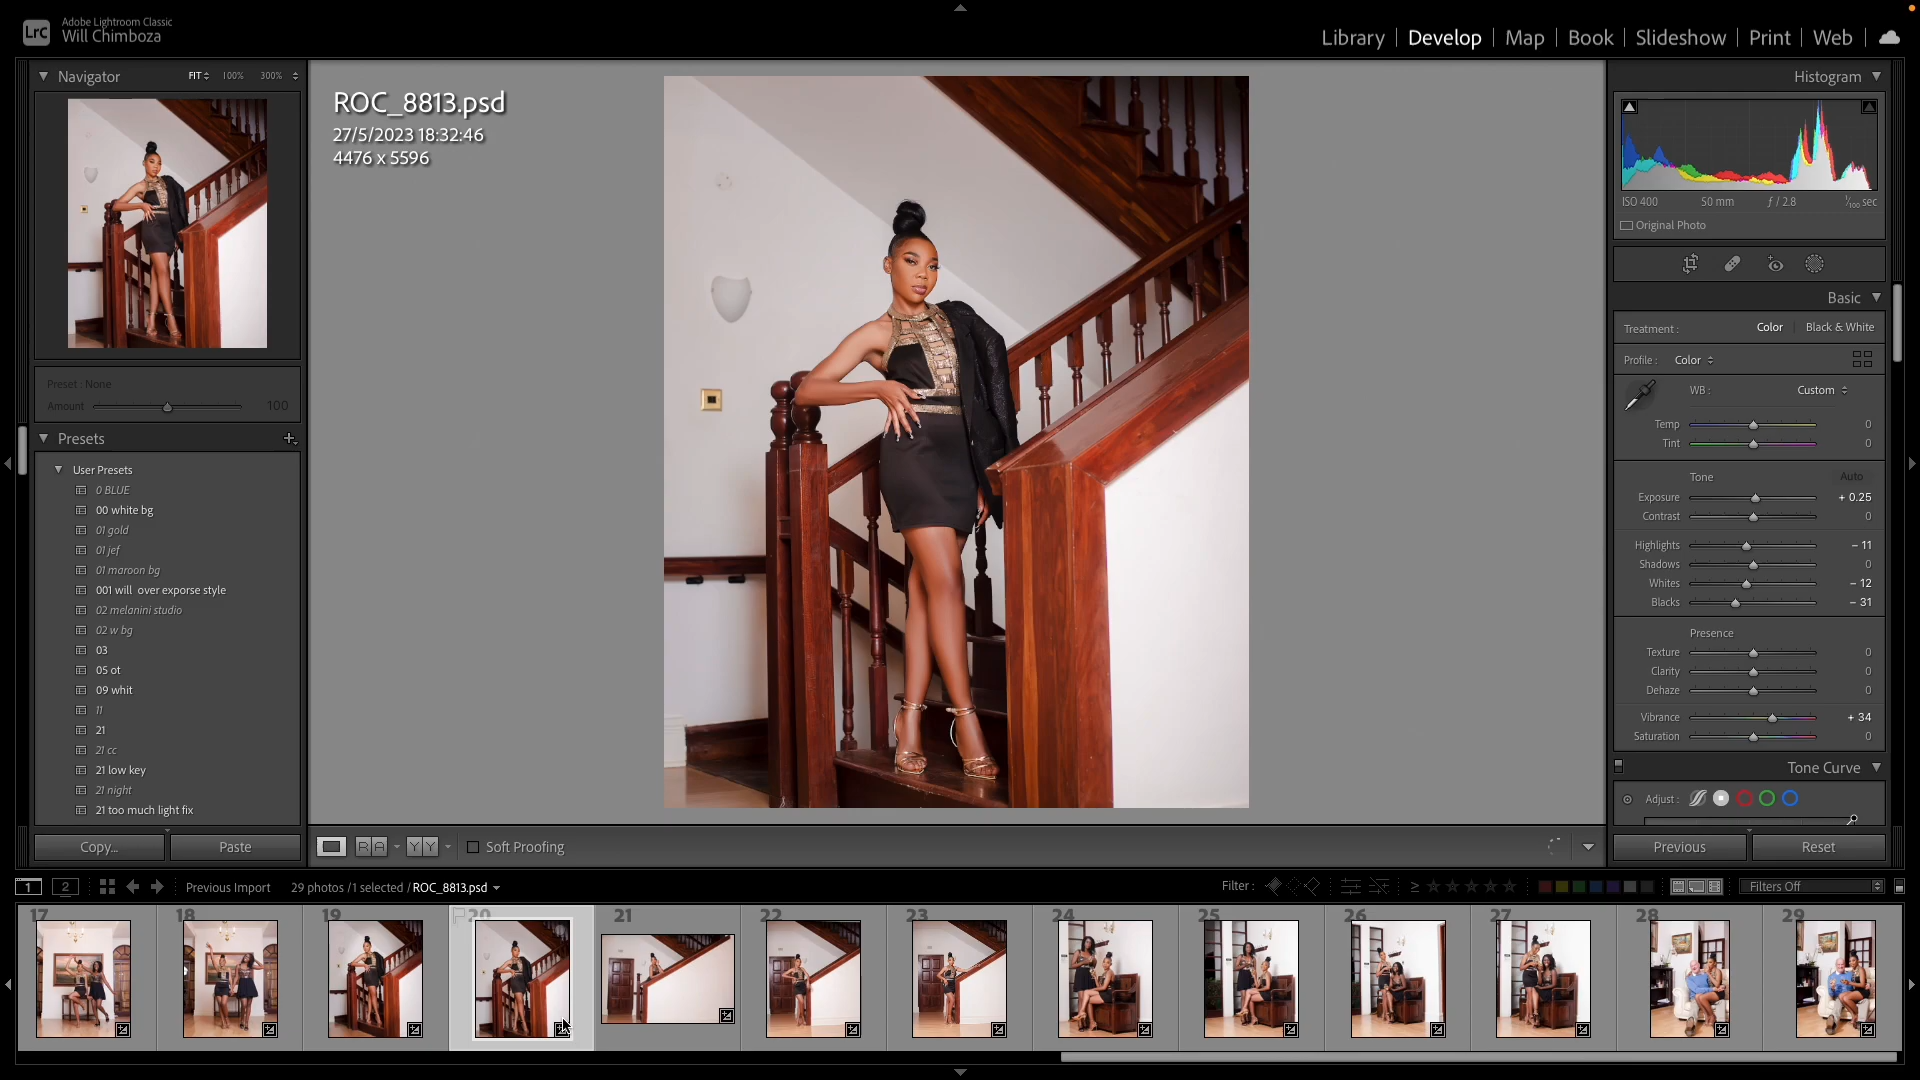 LrC
Adobe Lightroom Classic
Will Chimboza
Library
Develop
Map
Book
Slideshow
Print
Web
Navigator
FIT
100%
300%
Preset : None
Amount
100
Presets
User Presets
0 BLUE
00 white bg
01 gold
01 jef
01 maroon bg
001 will over exporse style
02 melanini studio
02 w bg
03
05 ot
09 whit
11
21
21 cc
21 low key
21 night
21 too much light fix
Copy...
Paste
ROC_8813.psd
27/5/2023 18:32:46
4476 x 5596
Soft Proofing
Histogram
ISO 400
50 mm
ƒ / 2.8
1/100 sec
Original Photo
Basic
Treatment :
Color
Black & White
Profile :
Color
WB :
Custom
Temp
0
Tint
0
Tone
Auto
Exposure
+ 0.25
Contrast
0
Highlights
– 11
Shadows
0
Whites
– 12
Blacks
– 31
Presence
Texture
0
Clarity
0
Dehaze
0
Vibrance
+ 34
Saturation
0
Tone Curve
Adjust :
Previous
Reset
1
2
Previous Import
29 photos /1 selected /ROC_8813.psd
Filter :
Filters Off
17
18
19
20
21
22
23
24
25
26
27
28
29